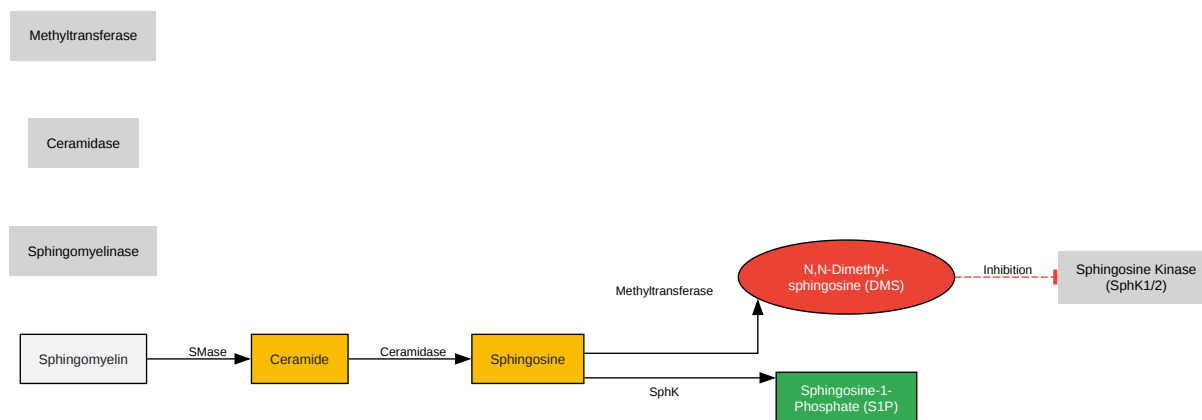 Methyltransferase
Ceramidase
Sphingomyelinase
N,N-Dimethyl-
sphingosine (DMS)
Inhibition
Sphingosine Kinase
(SphK1/2)
Methyltransferase
Sphingomyelin
SMase
Ceramide
Ceramidase
Sphingosine
SphK
Sphingosine-1-
Phosphate (S1P)